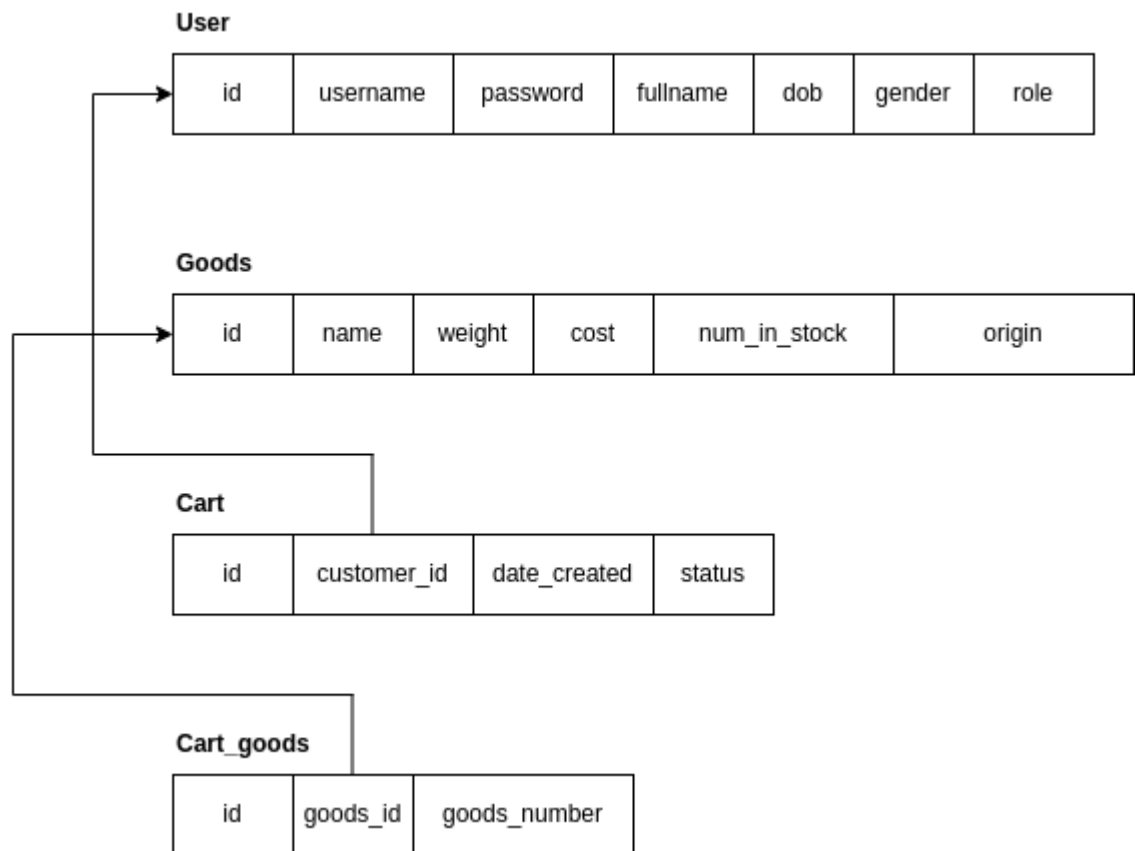 User
id username password fullname dob gender role
Goods
id name weight cost num_in_stock origin
Cart
id customer_id date_created status
Cart_goods
id goods_id goods_number